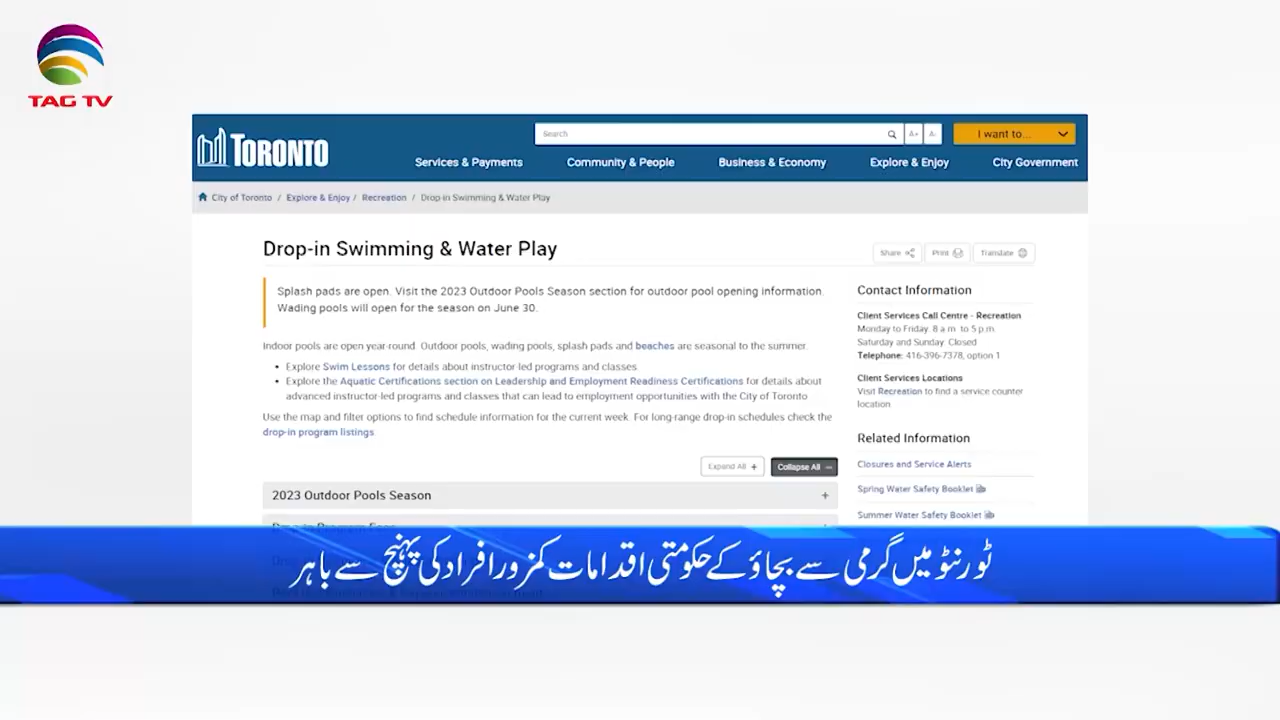 TAG TV
TORONTO
Search
A+
A-
I want to...
Services & Payments
Community & People
Business & Economy
Explore & Enjoy
City Government
City of Toronto / Explore & Enjoy / Recreation / Drop-in Swimming & Water Play
Drop-in Swimming & Water Play
Share
Print
Translate
Splash pads are open. Visit the 2023 Outdoor Pools Season section for outdoor pool opening information.
Wading pools will open for the season on June 30.
Indoor pools are open year-round. Outdoor pools, wading pools, splash pads and beaches are seasonal to the summer.
• Explore Swim Lessons for details about instructor led programs and classes
• Explore the Aquatic Certifications section on Leadership and Employment Readiness Certifications for details about
advanced instructor-led programs and classes that can lead to employment opportunities with the City of Toronto
Use the map and filter options to find schedule information for the current week. For long-range drop-in schedules check the
drop-in program listings.
Expand All +
Collapse All –
2023 Outdoor Pools Season +
Contact Information
Client Services Call Centre - Recreation
Monday to Friday 8 a.m. to 5 p.m.
Saturday and Sunday: Closed
Telephone: 416-396-7378, option 1
Client Services Locations
Visit Recreation to find a service counter
location
Related Information
Closures and Service Alerts
Spring Water Safety Booklet
Summer Water Safety Booklet
ٹورنٹو میں گرمی سے بچاؤ کے حکومتی اقدامات کمزور افراد کی پہنچ سے باہر